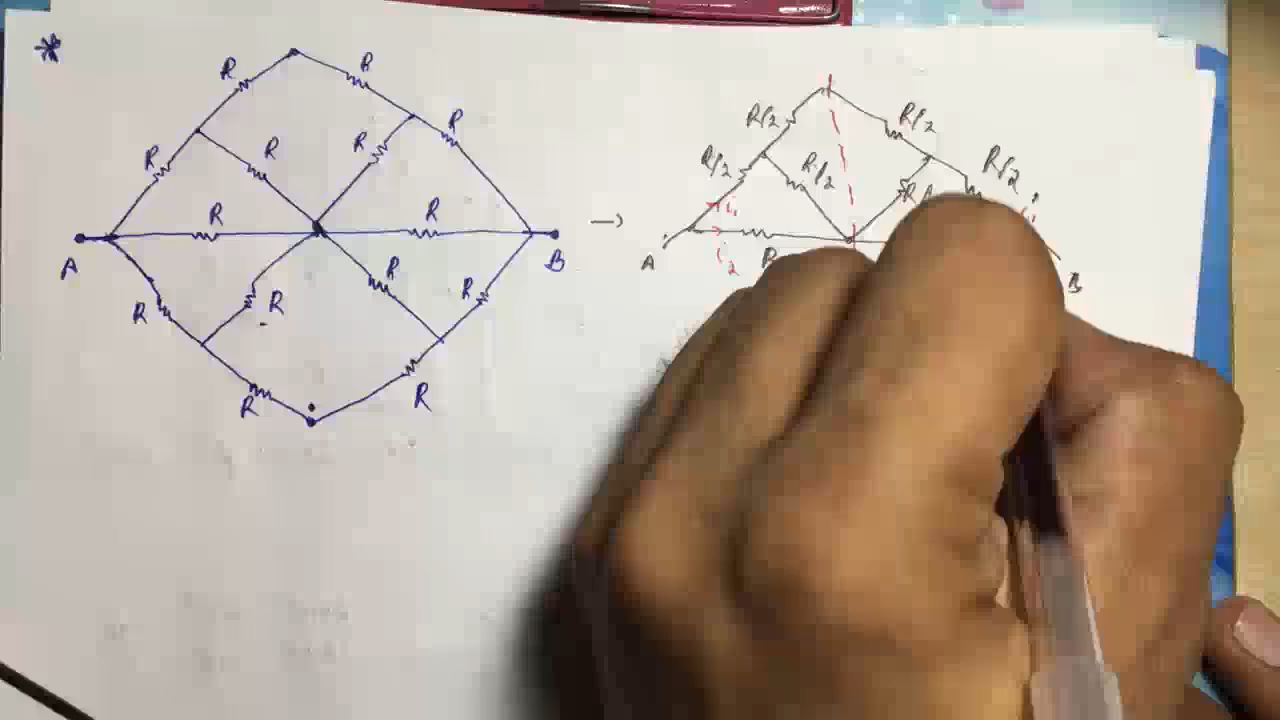 *
R R
R R R R
R R
A B
R R R R
R R
→
R/2 R/2
R/2 R/2 R/2
R
i₁
i₂
A R B